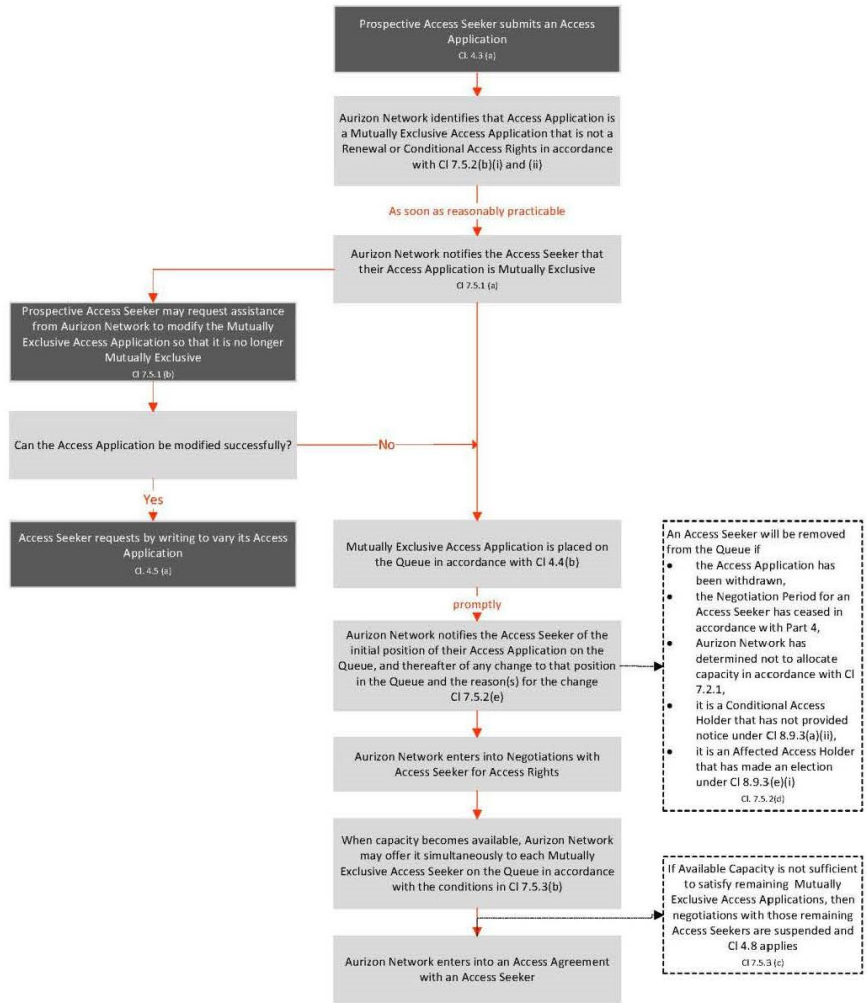 Prospective Access Seeker submits an Access
Application
Cl. 4.3 (a)
Aurizon Network identifies that Access Application is
a Mutually Exclusive Access Application that is not a
Renewal or Conditional Access Rights in accordance
with Cl 7.5.2(b)(i) and (ii)
As soon as reasonably practicable
Aurizon Network notifies the Access Seeker that
their Access Application is Mutually Exclusive
Cl 7.5.1 (a)
Prospective Access Seeker may request assistance
from Aurizon Network to modify the Mutually
Exclusive Access Application so that it is no longer
Mutually Exclusive
Cl 7.5.1 (b)
Can the Access Application be modified successfully?
No
Yes
Access Seeker requests by writing to vary its Access
Application
Cl. 4.5 (a)
Mutually Exclusive Access Application is placed on
the Queue in accordance with Cl 4.4(b)
promptly
Aurizon Network notifies the Access Seeker of the
initial position of their Access Application on the
Queue, and thereafter of any change to that position
in the Queue and the reason(s) for the change
Cl 7.5.2(e)
An Access Seeker will be removed
from the Queue if
• the Access Application has
been withdrawn,
• the Negotiation Period for an
Access Seeker has ceased in
accordance with Part 4,
• Aurizon Network has
determined not to allocate
capacity in accordance with Cl
7.2.1,
• it is a Conditional Access
Holder that has not provided
notice under Cl 8.9.3(a)(ii),
• it is an Affected Access Holder
that has made an election
under Cl 8.9.3(e)(i)
Cl. 7.5.2(d)
Aurizon Network enters into Negotiations with
Access Seeker for Access Rights
When capacity becomes available, Aurizon Network
may offer it simultaneously to each Mutually
Exclusive Access Seeker on the Queue in accordance
with the conditions in Cl 7.5.3(b)
If Available Capacity is not sufficient
to satisfy remaining Mutually
Exclusive Access Applications, then
negotiations with those remaining
Access Seekers are suspended and
Cl 4.8 applies
Cl 7.5.3 (c)
Aurizon Network enters into an Access Agreement
with an Access Seeker